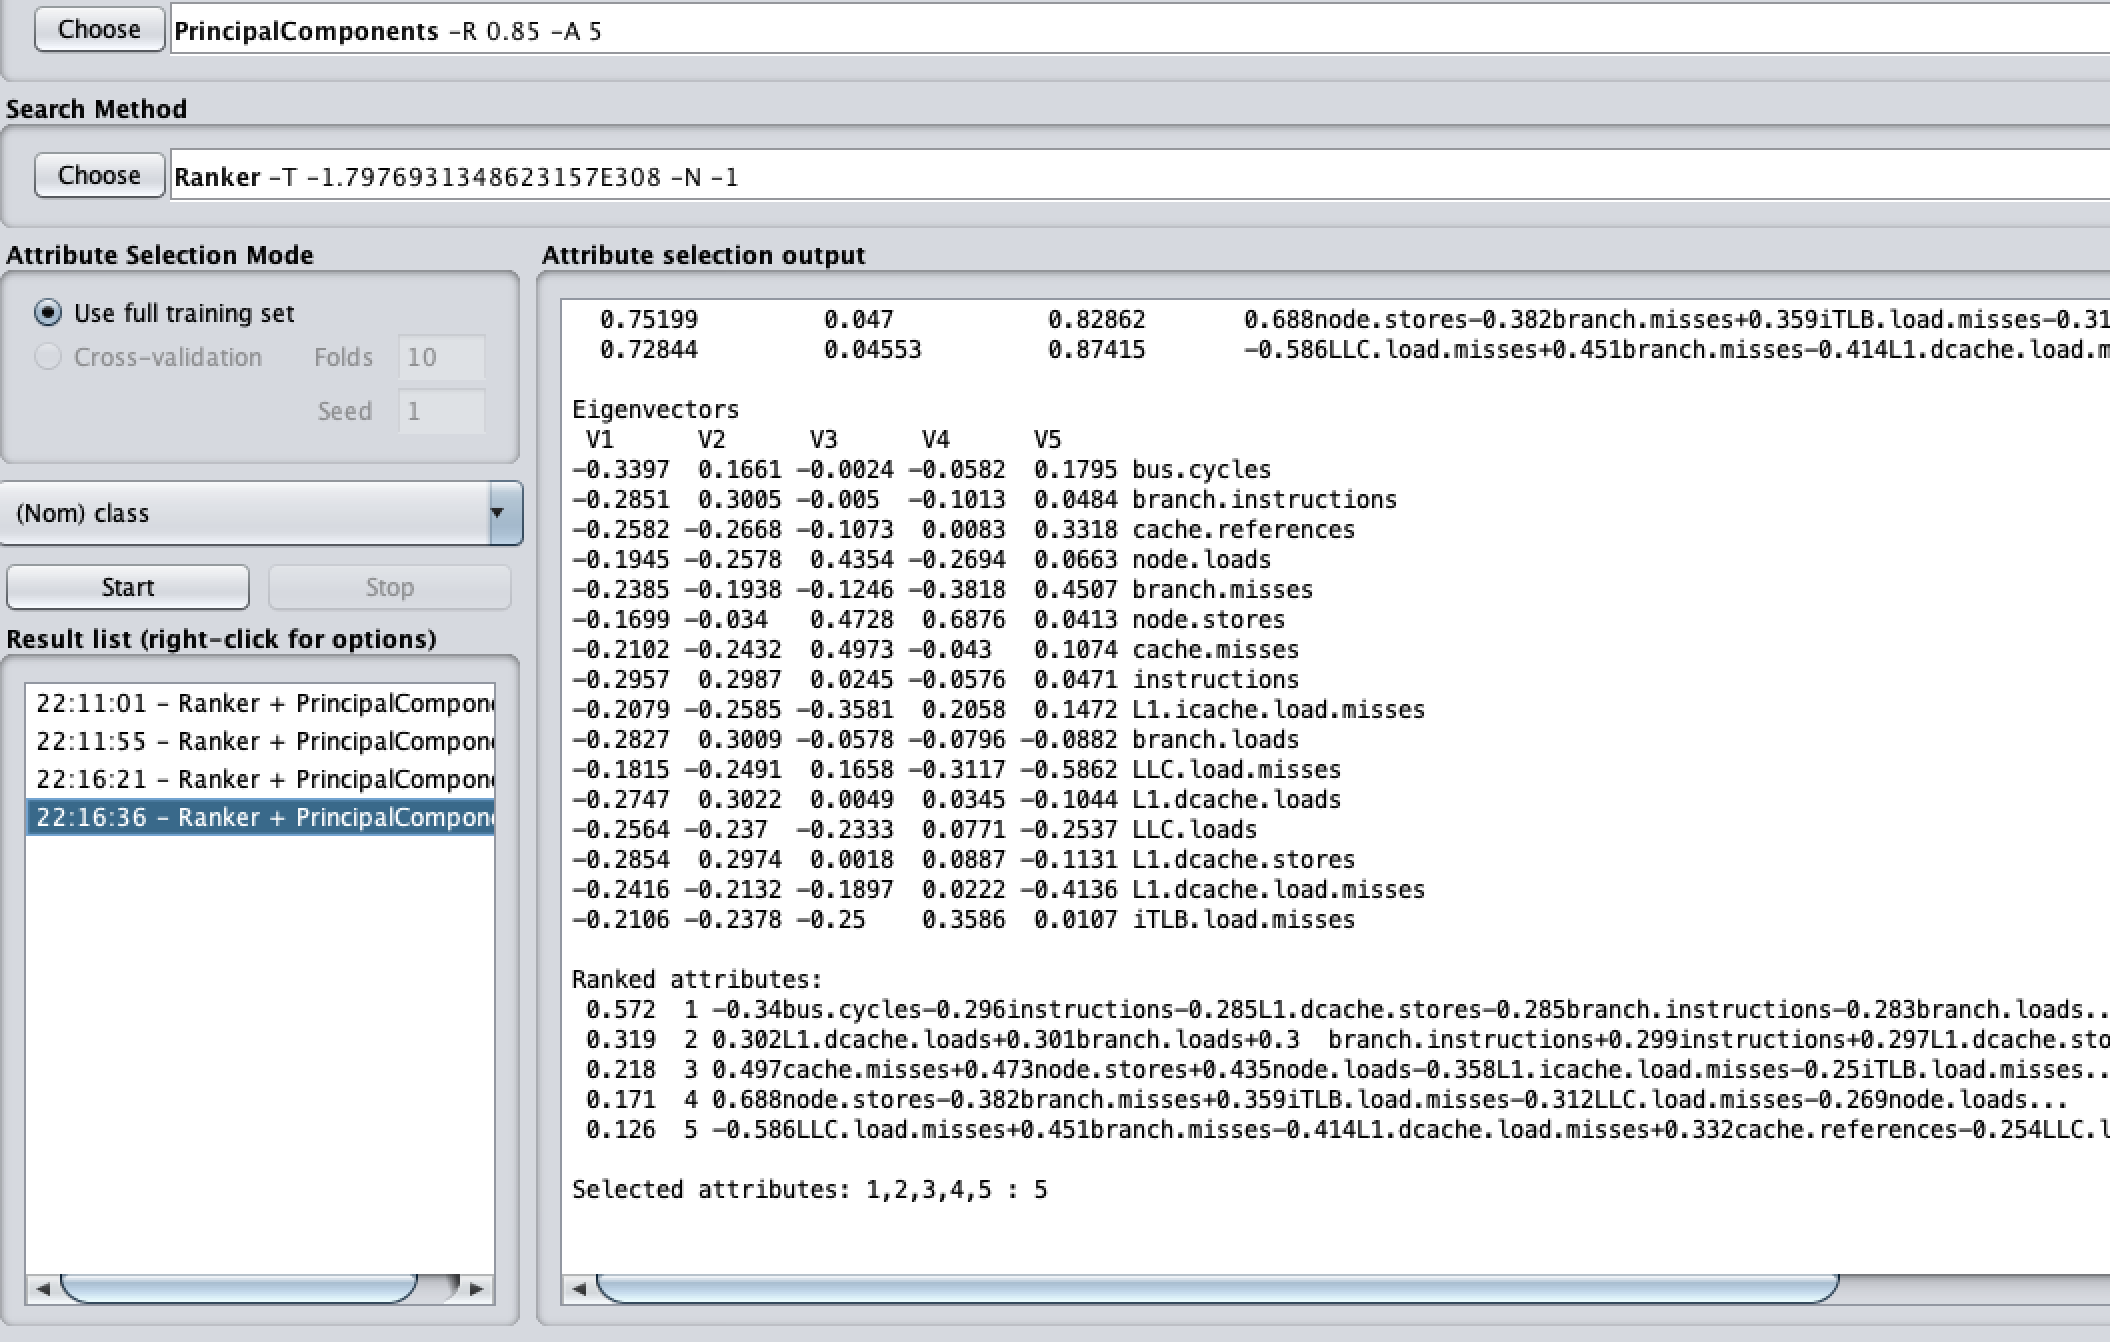 Choose PrincipalComponents -R 0.85 -A 5
Search Method
Choose Ranker -T -1.7976931348623157E308 -N -1
Attribute Selection Mode
Use full training set
Cross-validation Folds 10
Seed 1
(Nom) class
Start Stop
Result list (right-click for options)
22:11:01 - Ranker + PrincipalCompon
22:11:55 - Ranker + PrincipalCompon
22:16:21 - Ranker + PrincipalCompon
22:16:36 - Ranker + PrincipalCompon
Attribute selection output
0.75199 0.047 0.82862 0.688node.stores-0.382branch.misses+0.359iTLB.load.misses-0.31
0.72844 0.04553 0.87415 -0.586LLC.load.misses+0.451branch.misses-0.414L1.dcache.load.m
Eigenvectors
V1 V2 V3 V4 V5
-0.3397 0.1661 -0.0024 -0.0582 0.1795 bus.cycles
-0.2851 0.3005 -0.005 -0.1013 0.0484 branch.instructions
-0.2582 -0.2668 -0.1073 0.0083 0.3318 cache.references
-0.1945 -0.2578 0.4354 -0.2694 0.0663 node.loads
-0.2385 -0.1938 -0.1246 -0.3818 0.4507 branch.misses
-0.1699 -0.034 0.4728 0.6876 0.0413 node.stores
-0.2102 -0.2432 0.4973 -0.043 0.1074 cache.misses
-0.2957 0.2987 0.0245 -0.0576 0.0471 instructions
-0.2079 -0.2585 -0.3581 0.2058 0.1472 L1.icache.load.misses
-0.2827 0.3009 -0.0578 -0.0796 -0.0882 branch.loads
-0.1815 -0.2491 0.1658 -0.3117 -0.5862 LLC.load.misses
-0.2747 0.3022 0.0049 0.0345 -0.1044 L1.dcache.loads
-0.2564 -0.237 -0.2333 0.0771 -0.2537 LLC.loads
-0.2854 0.2974 0.0018 0.0887 -0.1131 L1.dcache.stores
-0.2416 -0.2132 -0.1897 0.0222 -0.4136 L1.dcache.load.misses
-0.2106 -0.2378 -0.25 0.3586 0.0107 iTLB.load.misses
Ranked attributes:
0.572 1 -0.34bus.cycles-0.296instructions-0.285L1.dcache.stores-0.285branch.instructions-0.283branch.loads..
0.319 2 0.302L1.dcache.loads+0.301branch.loads+0.3 branch.instructions+0.299instructions+0.297L1.dcache.sto
0.218 3 0.497cache.misses+0.473node.stores+0.435node.loads-0.358L1.icache.load.misses-0.25iTLB.load.misses..
0.171 4 0.688node.stores-0.382branch.misses+0.359iTLB.load.misses-0.312LLC.load.misses-0.269node.loads...
0.126 5 -0.586LLC.load.misses+0.451branch.misses-0.414L1.dcache.load.misses+0.332cache.references-0.254LLC.l
Selected attributes: 1,2,3,4,5 : 5